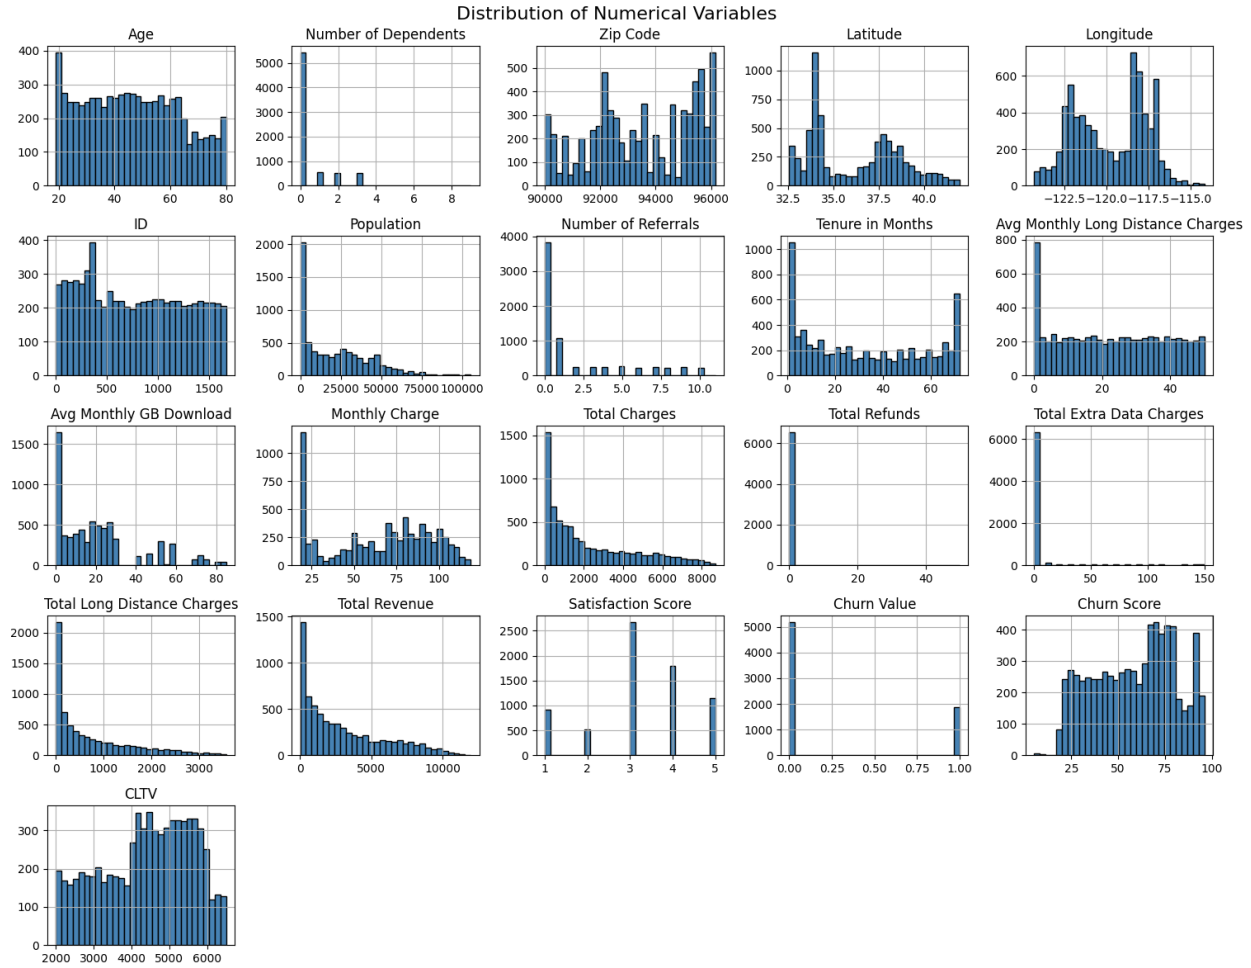 Distribution of Numerical Variables
Age
400
300
200
100
0
20 40 60 80
Number of Dependents
5000
4000
3000
2000
1000
0
0 2 4 6 8
Zip Code
500
400
300
200
100
0
90000 92000 94000 96000
Latitude
1000
750
500
250
0
32.5 35.0 37.5 40.0
Longitude
600
400
200
0
−122.5 −120.0 −117.5 −115.0
ID
400
300
200
100
0
0 500 1000 1500
Population
2000
1500
1000
500
0
0 25000 50000 75000 100000
Number of Referrals
4000
3000
2000
1000
0
0.0 2.5 5.0 7.5 10.0
Tenure in Months
1000
800
600
400
200
0
0 20 40 60
Avg Monthly Long Distance Charges
800
600
400
200
0
0 20 40
Avg Monthly GB Download
1500
1000
500
0
0 20 40 60 80
Monthly Charge
1000
750
500
250
0
25 50 75 100
Total Charges
1500
1000
500
0
0 2000 4000 6000 8000
Total Refunds
6000
4000
2000
0
0 20 40
Total Extra Data Charges
6000
4000
2000
0
0 50 100 150
Total Long Distance Charges
2000
1500
1000
500
0
0 1000 2000 3000
Total Revenue
1500
1000
500
0
0 5000 10000
Satisfaction Score
2500
2000
1500
1000
500
0
1 2 3 4 5
Churn Value
5000
4000
3000
2000
1000
0
0.00 0.25 0.50 0.75 1.00
Churn Score
400
300
200
100
0
25 50 75 100
CLTV
300
200
100
0
2000 3000 4000 5000 6000